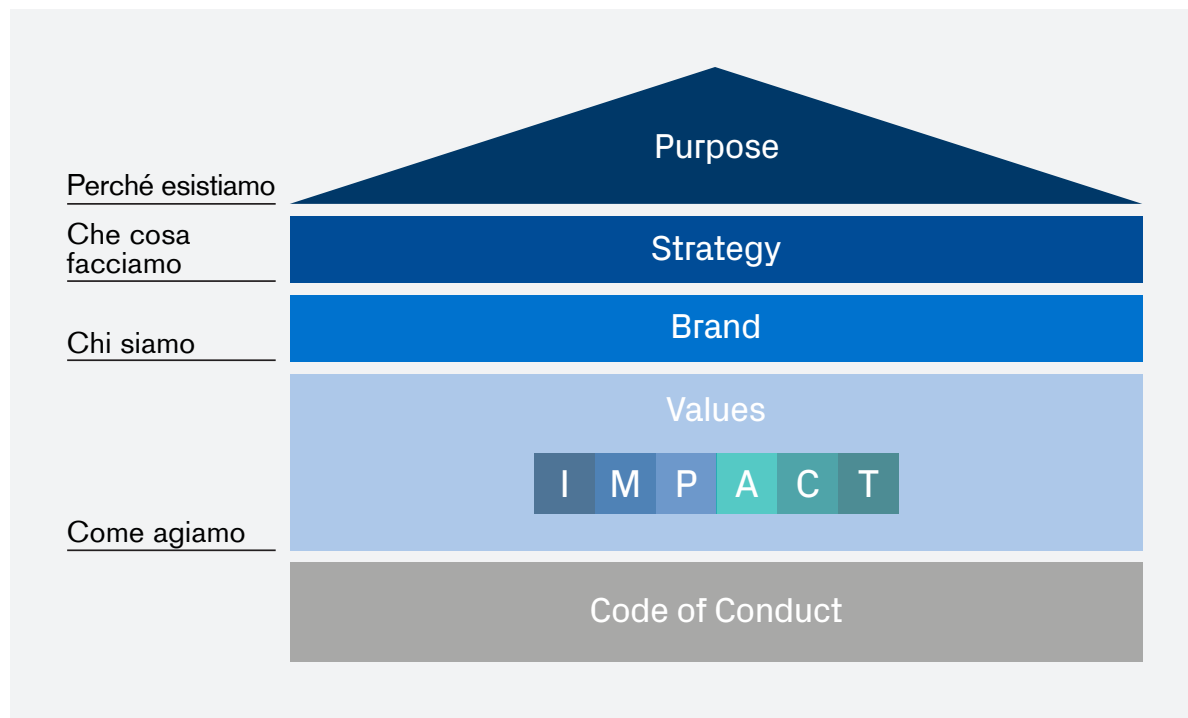 Purpose
Perché esistiamo
Che cosa
facciamo
Strategy
Chi siamo
Brand
Values
I M P A C T
Come agiamo
Code of Conduct